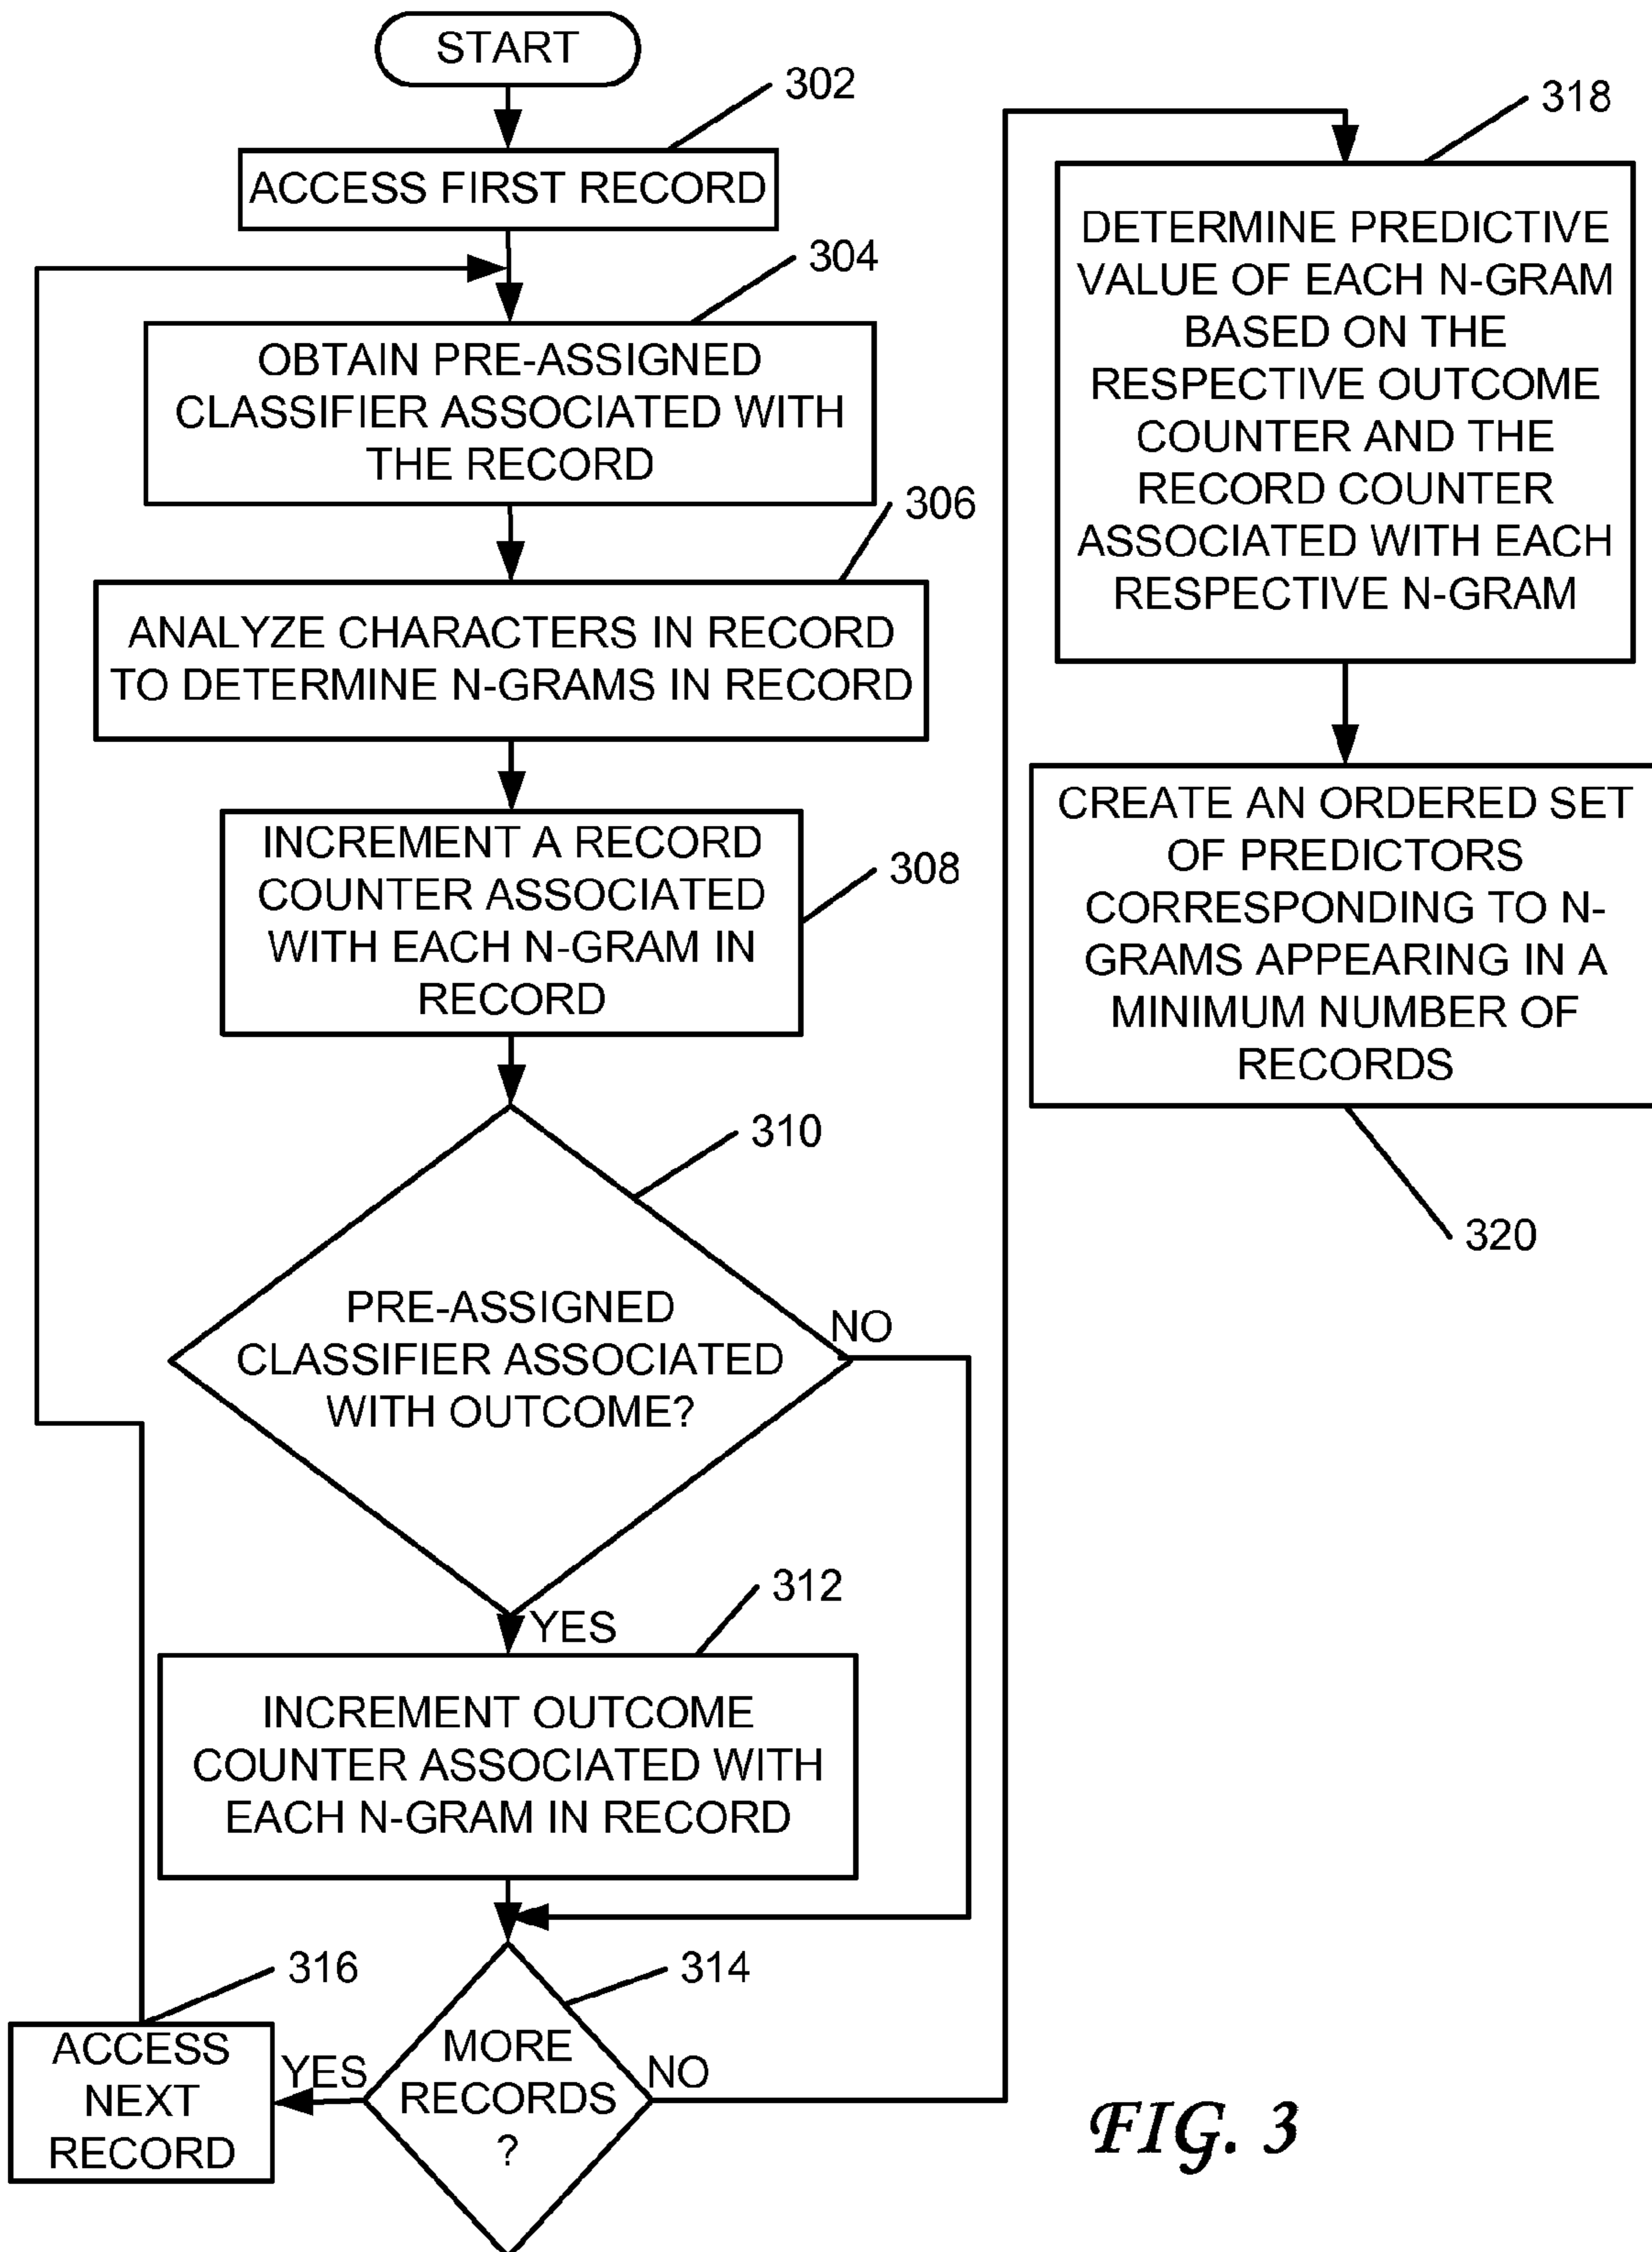 START
302
ACCESS FIRST RECORD
304
OBTAIN PRE-ASSIGNED
CLASSIFIER ASSOCIATED WITH
THE RECORD
306
ANALYZE CHARACTERS IN RECORD
TO DETERMINE N-GRAMS IN RECORD
308
INCREMENT A RECORD
COUNTER ASSOCIATED
WITH EACH N-GRAM IN
RECORD
310
PRE-ASSIGNED
CLASSIFIER ASSOCIATED
WITH OUTCOME?
NO
YES
312
INCREMENT OUTCOME
COUNTER ASSOCIATED WITH
EACH N-GRAM IN RECORD
314
MORE
RECORDS
?
YES
NO
316
ACCESS
NEXT
RECORD
318
DETERMINE PREDICTIVE
VALUE OF EACH N-GRAM
BASED ON THE
RESPECTIVE OUTCOME
COUNTER AND THE
RECORD COUNTER
ASSOCIATED WITH EACH
RESPECTIVE N-GRAM
CREATE AN ORDERED SET
OF PREDICTORS
CORRESPONDING TO N-
GRAMS APPEARING IN A
MINIMUM NUMBER OF
RECORDS
320
FIG. 3